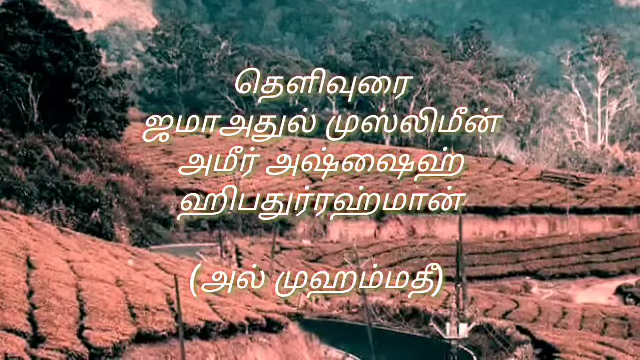 தெளிவுரை
ஜமாஅதுல் முஸ்லிமீன்
அமீர் அஷ்ஷைஹ்
ஹிபதுர்ரஹ்மான்
(அல் முஹம்மதீ)